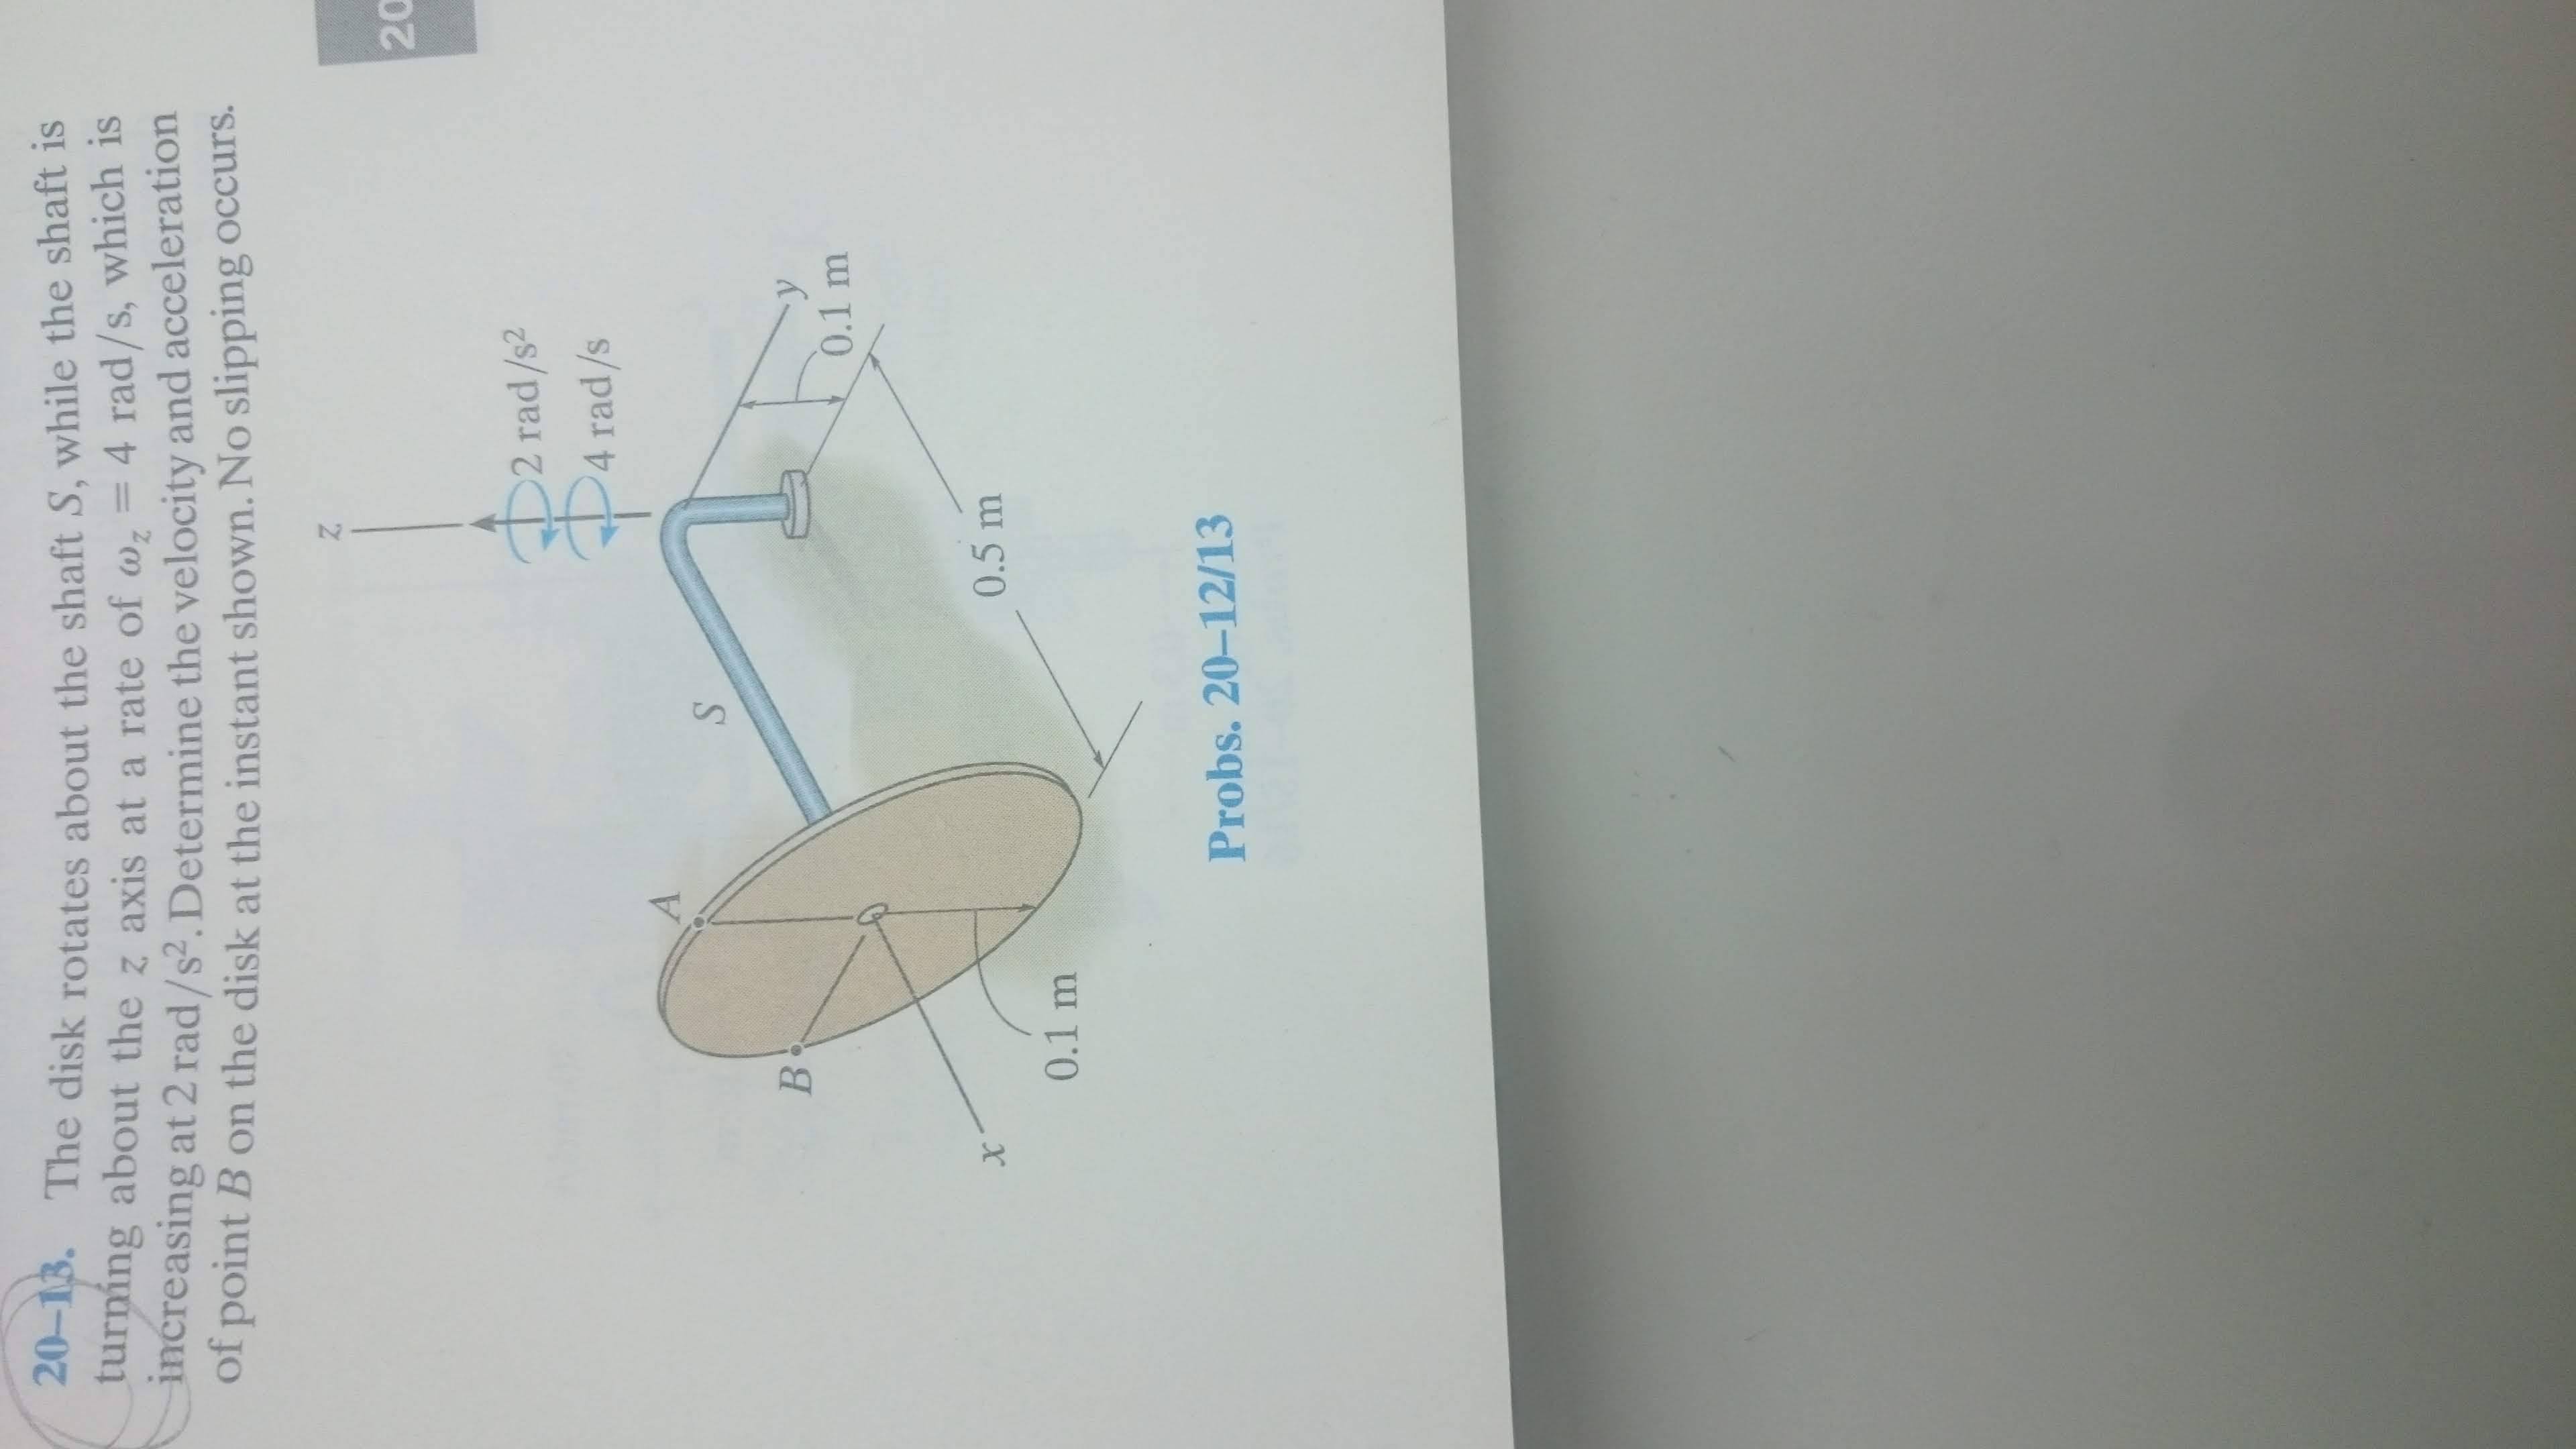 20–13. The disk rotates about the shaft S, while the shaft is
turning about the z axis at a rate of ω_z = 4 rad/s, which is
increasing at 2 rad/s². Determine the velocity and acceleration
of point B on the disk at the instant shown. No slipping occurs.
z
20
2 rad/s²
4 rad/s
A
S
B
y
0.1 m
x
0.5 m
0.1 m
Probs. 20–12/13